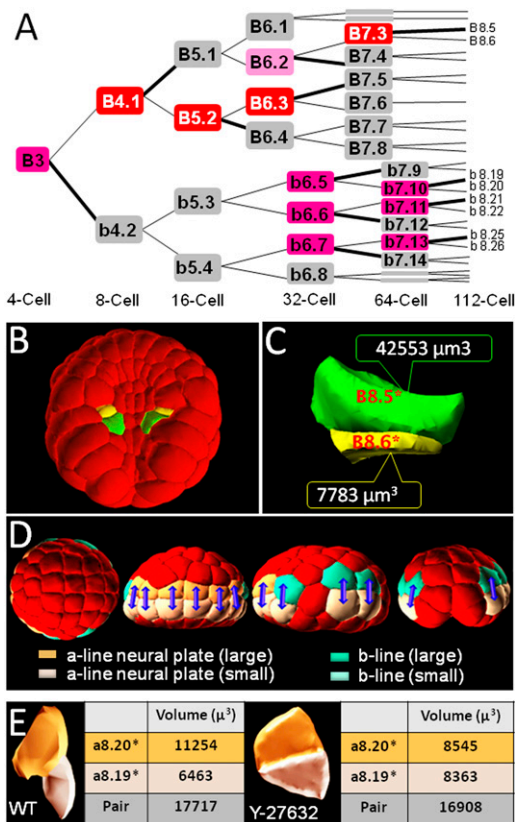 A
B6.1
B5.1
B6.2
B7.3
B8.5
B8.6
B7.4
B4.1
B7.5
B5.2
B6.3
B7.6
B6.4
B7.7
B7.8
B3
b7.9
b6.5
b7.10
b8.19
b8.20
b5.3
b7.11
b8.21
b8.22
b4.2
b6.6
b7.12
b6.7
b7.13
b8.25
b8.26
b5.4
b7.14
b6.8
4-Cell 8-Cell 16-Cell 32-Cell 64-Cell 112-Cell
B
C
42553 µm3
B8.5*
B8.6*
7783 µm³
D
a-line neural plate (large) b-line (large)
a-line neural plate (small) b-line (small)
E
Volume (µ³)
a8.20* 11254
a8.19* 6463
Pair 17717
WT
Volume (µ³)
a8.20* 8545
a8.19* 8363
Pair 16908
Y-27632